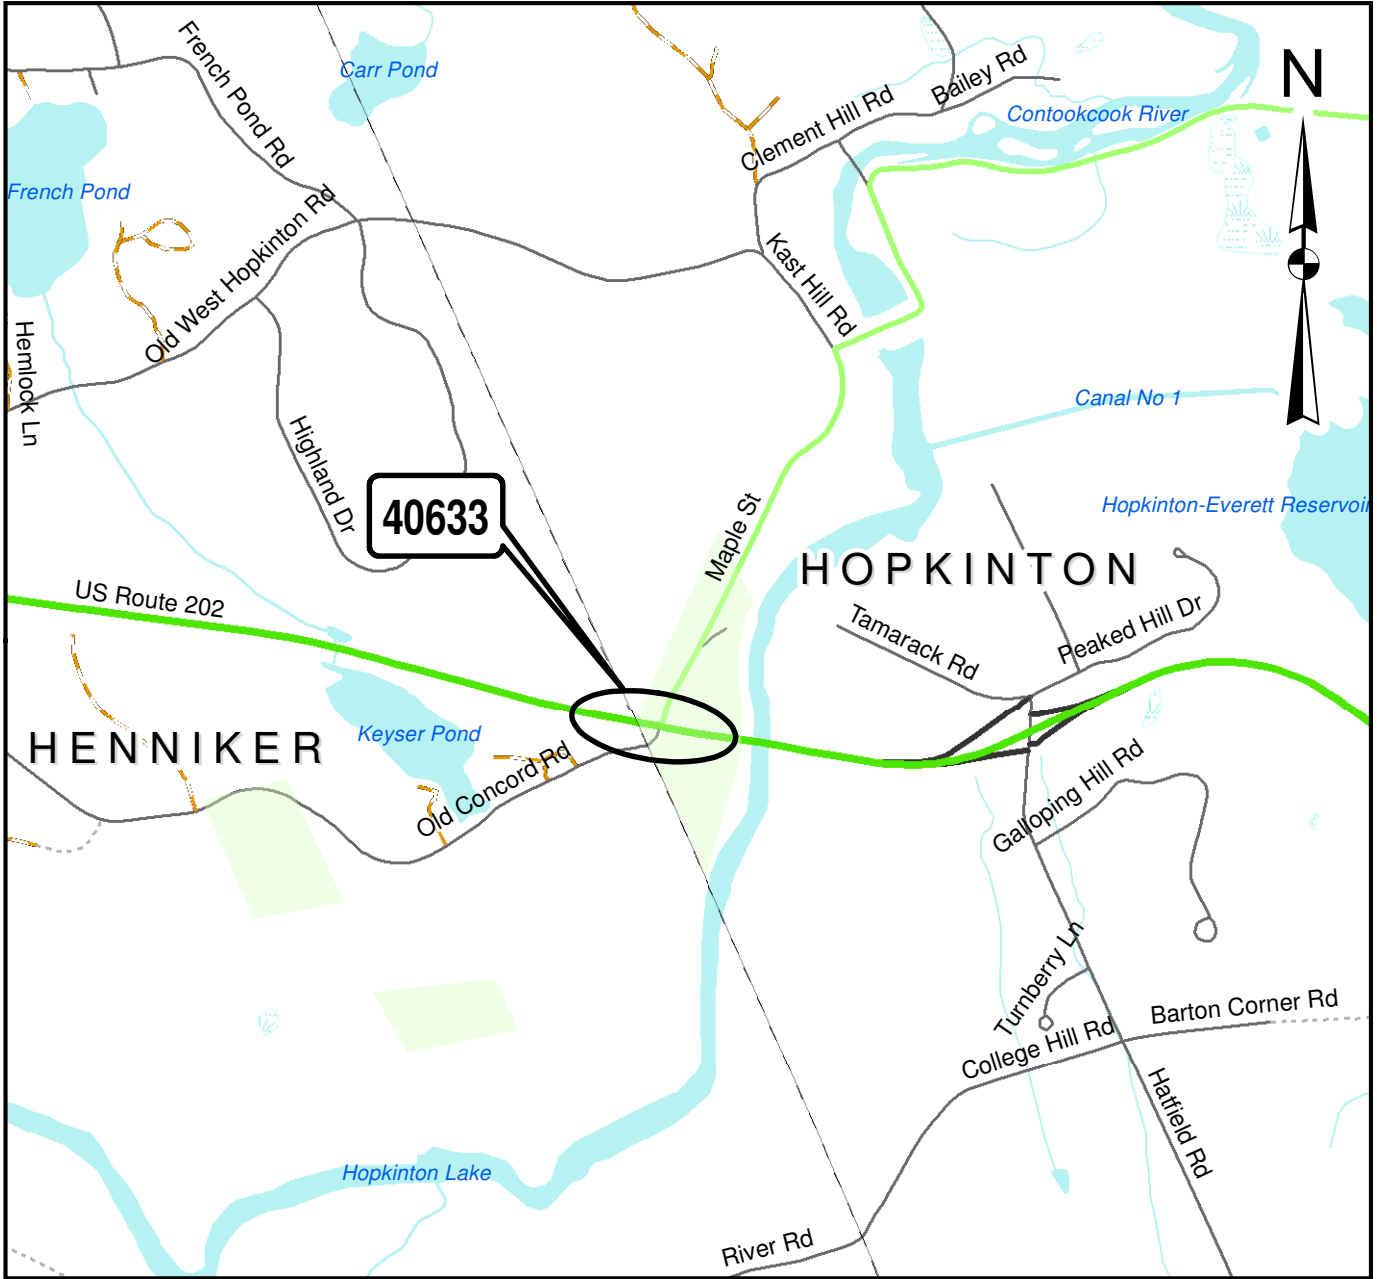 French Pond Rd
Carr Pond
Bailey Rd
N
Clement Hill Rd
Contookcook River
French Pond
Old West Hopkinton Rd
Kast Hill Rd
Hemlock Ln
Canal No 1
Highland Dr
40633
Maple St
Hopkinton-Everett Reservoir
HOPKINTON
US Route 202
Tamarack Rd
Peaked Hill Dr
HENNIKER
Keyser Pond
Old Concord Rd
Galloping Hill Rd
Turnberry Ln
Barton Corner Rd
College Hill Rd
Hatfield Rd
Hopkinton Lake
River Rd